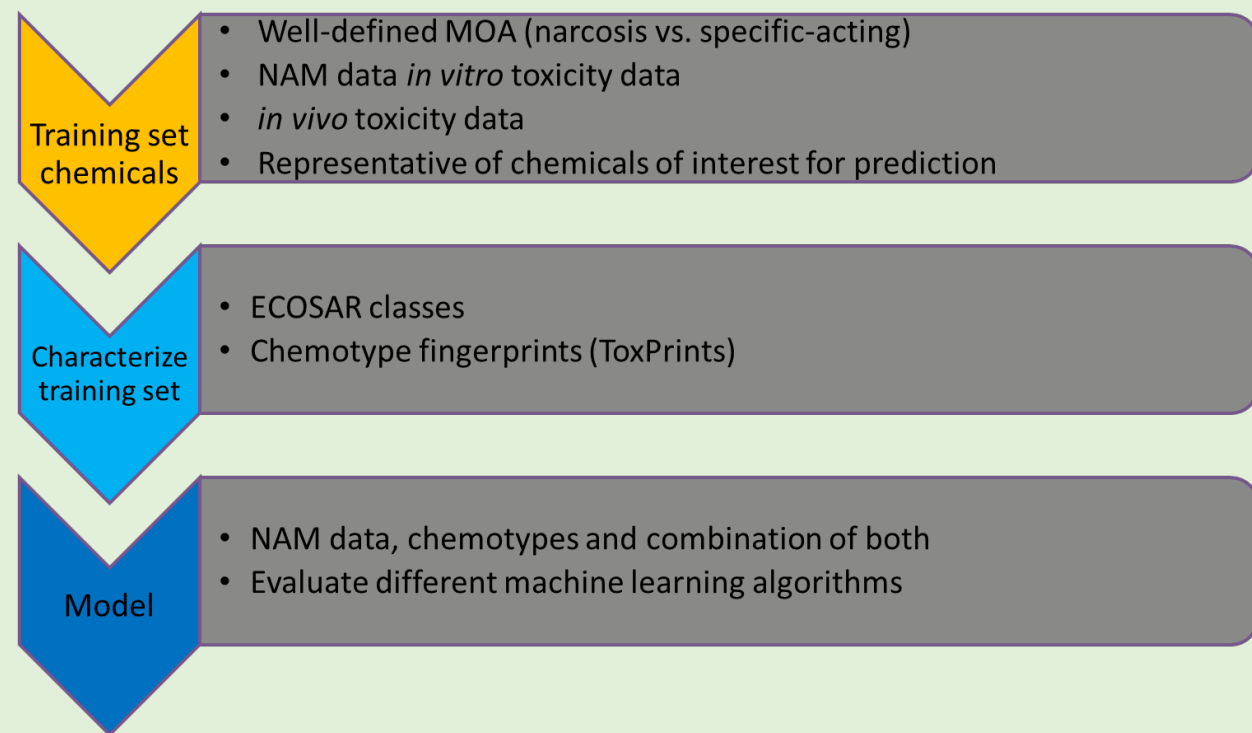 Training set
chemicals
• Well-defined MOA (narcosis vs. specific-acting)
• NAM data in vitro toxicity data
• in vivo toxicity data
• Representative of chemicals of interest for prediction
Characterize
training set
• ECOSAR classes
• Chemotype fingerprints (ToxPrints)
Model
• NAM data, chemotypes and combination of both
• Evaluate different machine learning algorithms